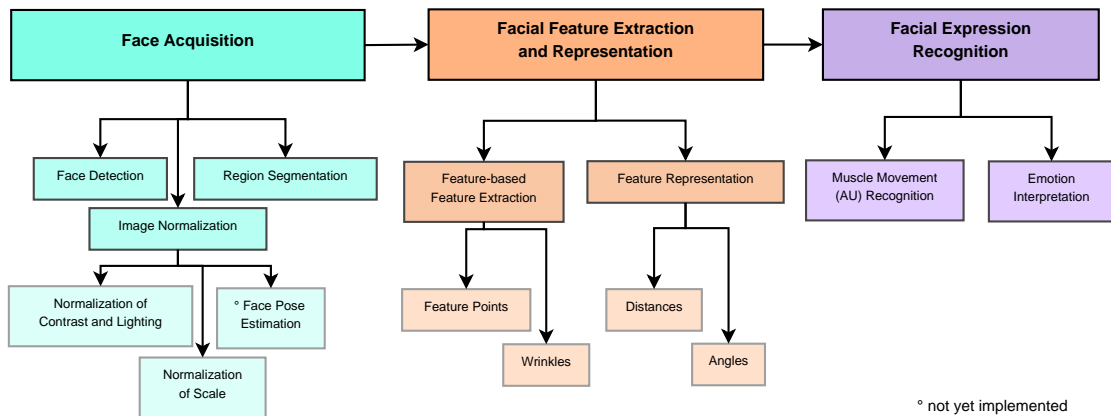 Face Acquisition
Facial Feature Extraction
and Representation
Facial Expression
Recognition
Face Detection
Region Segmentation
Image Normalization
Normalization of
Contrast and Lighting
° Face Pose
Estimation
Normalization
of Scale
Feature-based
Feature Extraction
Feature Representation
Feature Points
Wrinkles
Distances
Angles
Muscle Movement
(AU) Recognition
Emotion
Interpretation
° not yet implemented